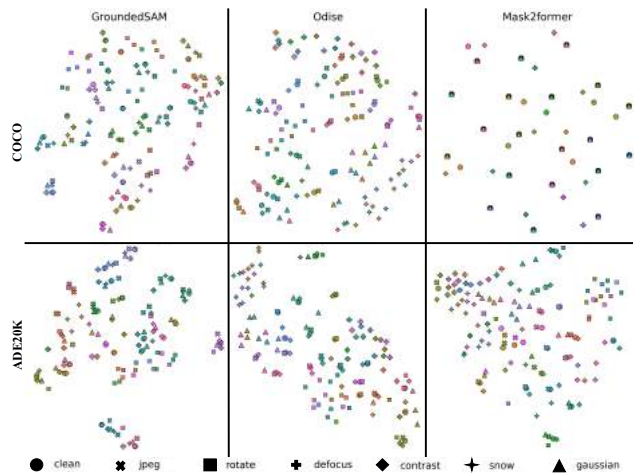 GroundedSAM Odise Mask2former
COCO
ADE20K
clean jpeg rotate defocus contrast snow gaussian